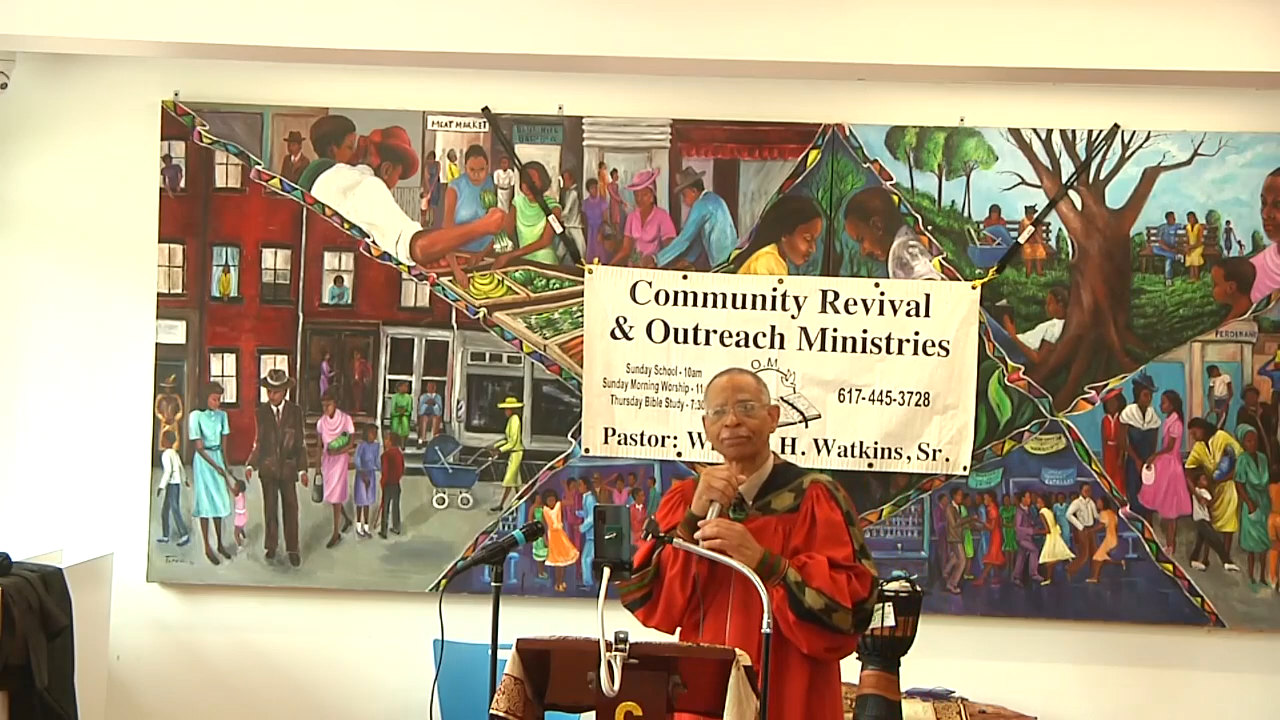 MEAT MARKET
Community Revival
& Outreach Ministries
O. M.
Sunday School - 10am
Sunday Morning Worship - 11
Thursday Bible Study - 7:30
617-445-3728
Pastor: W H. Watkins, Sr.